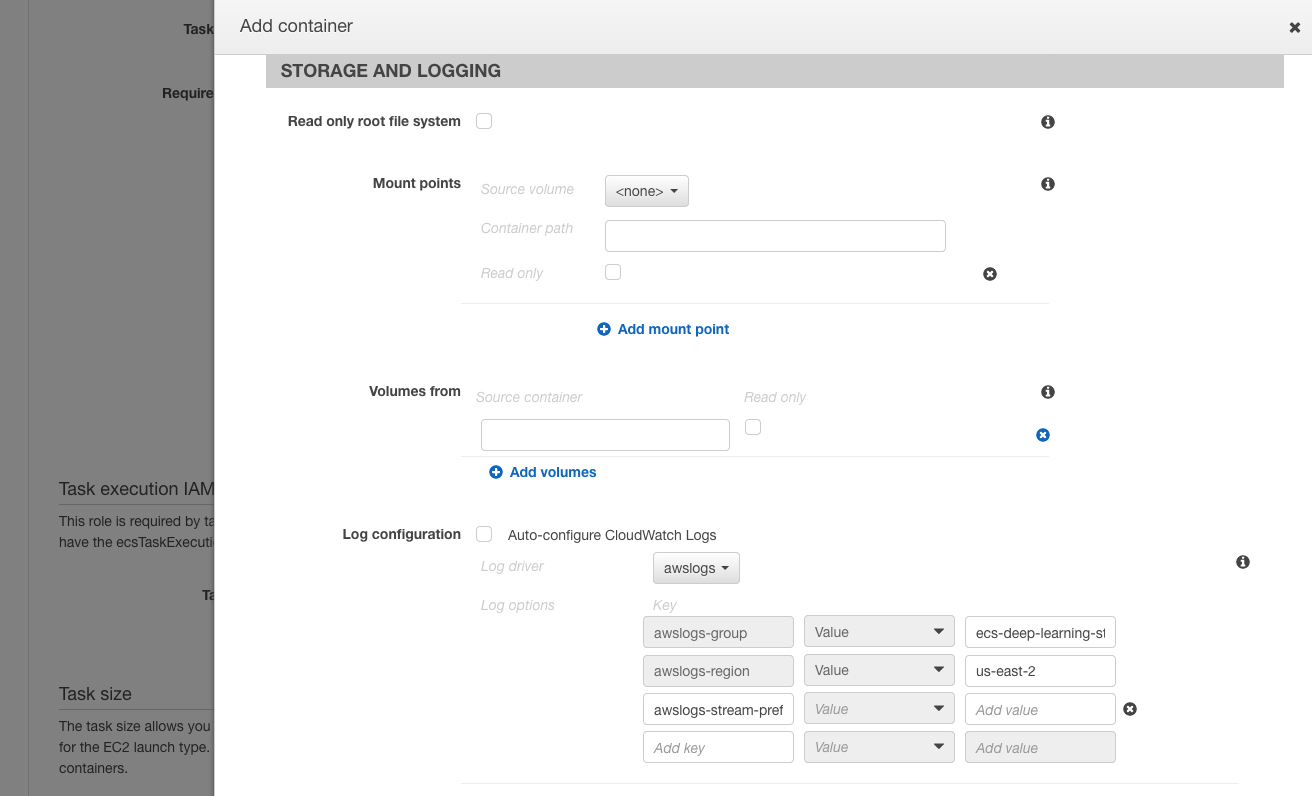 Add container
STORAGE AND LOGGING
Task
Require
Read only root file system
Mount points
Source volume
<none>
Container path
Read only
Add mount point
Volumes from
Source container
Read only
Add volumes
Task execution IAM
This role is required by ta
have the ecsTaskExecuti
Ta
Task size
The task size allows you
for the EC2 launch type.
containers.
Log configuration
Auto-configure CloudWatch Logs
Log driver
awslogs
Log options
Key
awslogs-group Value ecs-deep-learning-st
awslogs-region Value us-east-2
awslogs-stream-pref Value Add value
Add key Value Add value